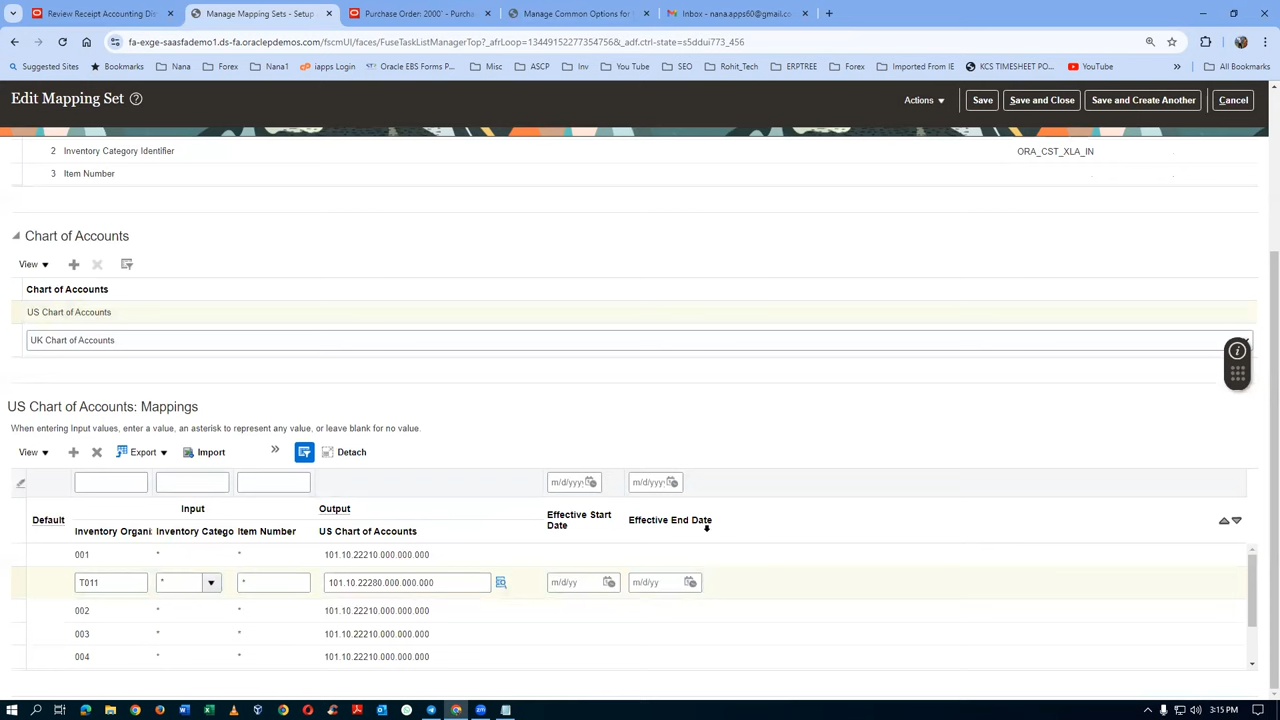 Review Receipt Accounting Dist
Manage Mapping Sets - Setup
Purchase Order: 2000" - Purcha
Manage Common Options for
Inbox - nana.apps60@gmail.co
fa-exge-saasfademo1.ds-fa.oraclepdemos.com/fscmUI/faces/FuseTaskListManagerTop?_afrLoop=13449152277354756&_adf.ctrl-state=s5ddui773_456
Suggested Sites
Bookmarks
Nana
Forex
Nana1
iapps Login
Oracle EBS Forms P...
Misc
ASCP
Inv
You Tube
SEO
Rohit_Tech
ERPTREE
Forex
Imported From IE
KCS TIMESHEET PO...
YouTube
All Bookmarks
Edit Mapping Set
Actions
Save
Save and Close
Save and Create Another
Cancel
2 Inventory Category Identifier ORA_CST_XLA_IN
3 Item Number
Chart of Accounts
View
Chart of Accounts
US Chart of Accounts
UK Chart of Accounts
US Chart of Accounts: Mappings
When entering Input values, enter a value, an asterisk to represent any value, or leave blank for no value.
View Export Import » Detach
m/d/yyy m/d/yyy
Input Output
Default Effective Start Date Effective End Date
Inventory Organi Inventory Catego Item Number US Chart of Accounts
001 * * 101.10.22210.000.000.000
T011 * * 101.10.22280.000.000.000 m/d/yy m/d/yy
002 * * 101.10.22210.000.000.000
003 * * 101.10.22210.000.000.000
004 * * 101.10.22210.000.000.000
3:15 PM